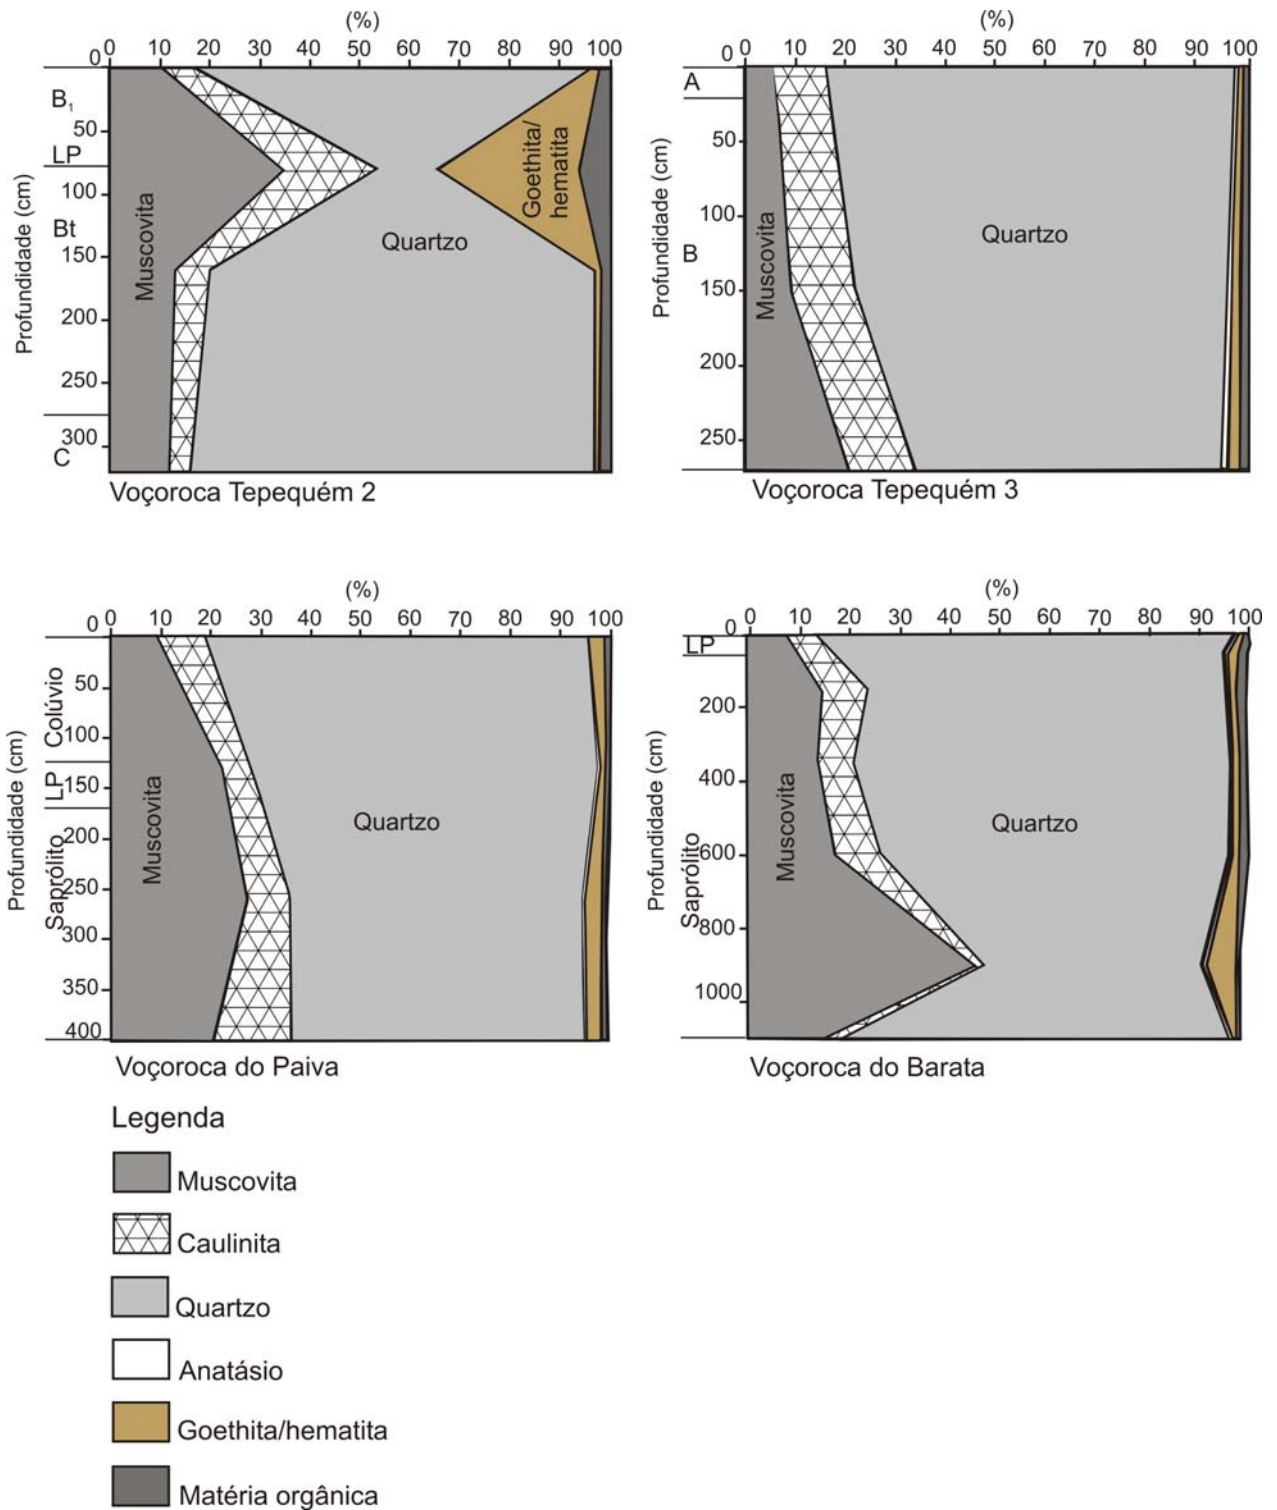 (%)
0 0 10 20 30 40 50 60 70 80 90 100
Profundidade (cm)
B₁
50
LP
100
Bt
150
200
250
300
C
Muscovita
Quartzo
Goethita/
hematita
Voçoroca Tepequém 2
(%)
0 0 10 20 30 40 50 60 70 80 90 100
Profundidade (cm)
A
50
100
B
150
200
250
Muscovita
Quartzo
Voçoroca Tepequém 3
(%)
0 0 10 20 30 40 50 60 70 80 90 100
Profundidade (cm)
Colúvio
LP
Saprólito
50
100
150
200
250
300
350
400
Muscovita
Quartzo
Voçoroca do Paiva
(%)
0 0 10 20 30 40 50 60 70 80 90 100
Profundidade (cm)
LP
Saprólito
200
400
600
800
1000
Muscovita
Quartzo
Voçoroca do Barata
Legenda
Muscovita
Caulinita
Quartzo
Anatásio
Goethita/hematita
Matéria orgânica